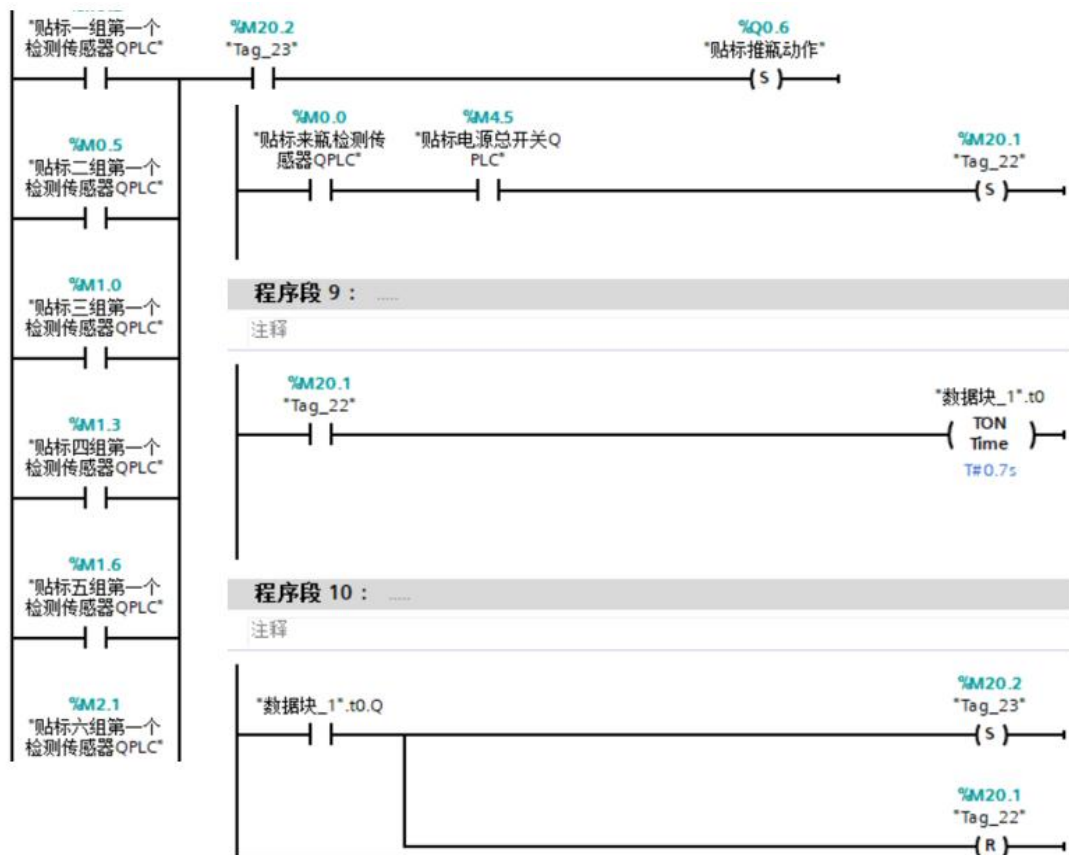 "贴标一组第一个
检测传感器QPLC"
%M20.2
"Tag_23"
%Q0.6
"贴标推瓶动作"
S
%M0.5
"贴标二组第一个
检测传感器QPLC"
%M1.0
"贴标三组第一个
检测传感器QPLC"
%M1.3
"贴标四组第一个
检测传感器QPLC"
%M1.6
"贴标五组第一个
检测传感器QPLC"
%M2.1
"贴标六组第一个
检测传感器QPLC"
%M0.0
"贴标来瓶检测传
感器QPLC"
%M4.5
"贴标电源总开关Q
PLC"
%M20.1
"Tag_22"
S
程序段 9： .....
注释
%M20.1
"Tag_22"
"数据块_1".t0
TON
Time
T#0.7s
程序段 10： .....
注释
"数据块_1".t0.Q
%M20.2
"Tag_23"
S
%M20.1
"Tag_22"
R